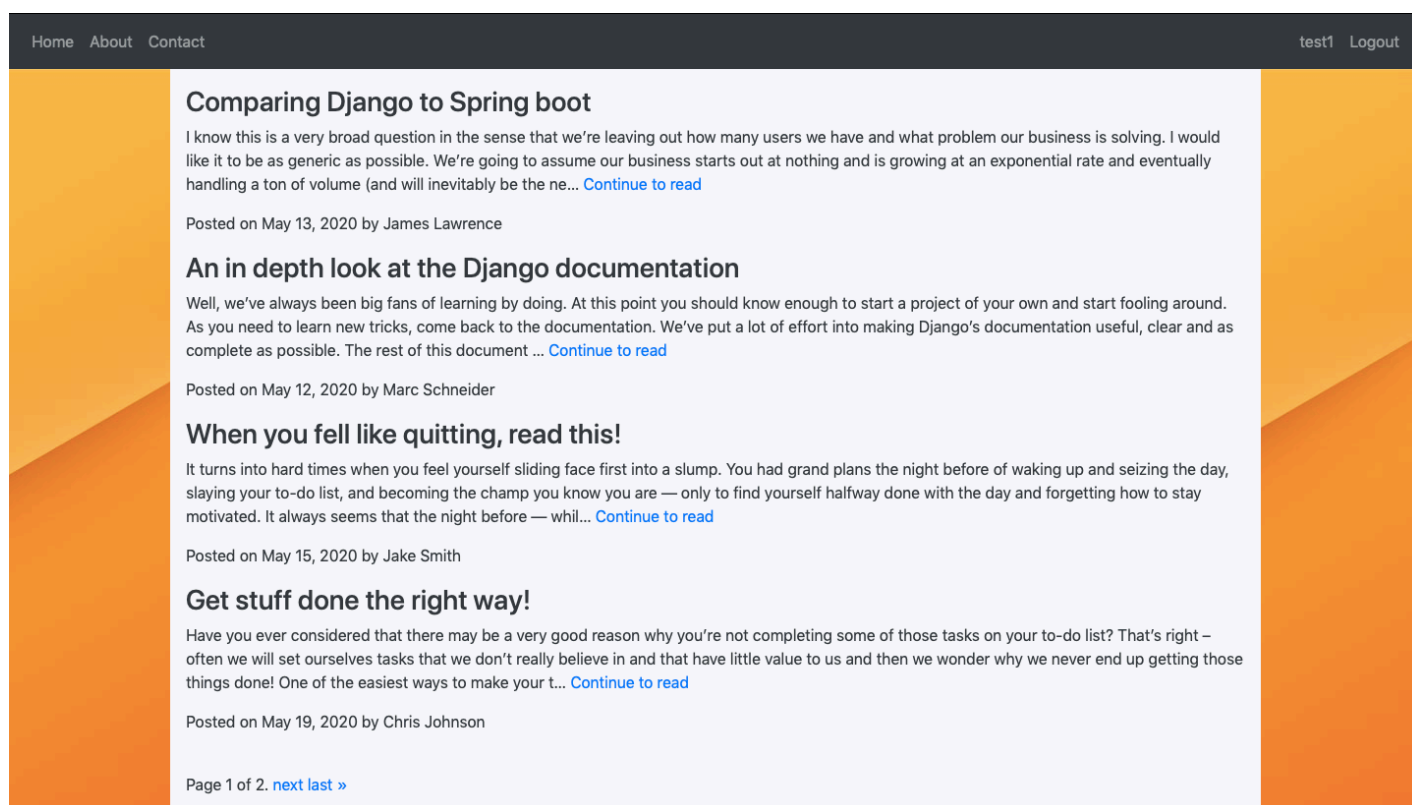 Home About Contact test1 Logout
Comparing Django to Spring boot
I know this is a very broad question in the sense that we’re leaving out how many users we have and what problem our business is solving. I would
like it to be as generic as possible. We’re going to assume our business starts out at nothing and is growing at an exponential rate and eventually
handling a ton of volume (and will inevitably be the ne... Continue to read
Posted on May 13, 2020 by James Lawrence
An in depth look at the Django documentation
Well, we’ve always been big fans of learning by doing. At this point you should know enough to start a project of your own and start fooling around.
As you need to learn new tricks, come back to the documentation. We’ve put a lot of effort into making Django’s documentation useful, clear and as
complete as possible. The rest of this document ... Continue to read
Posted on May 12, 2020 by Marc Schneider
When you fell like quitting, read this!
It turns into hard times when you feel yourself sliding face first into a slump. You had grand plans the night before of waking up and seizing the day,
slaying your to-do list, and becoming the champ you know you are — only to find yourself halfway done with the day and forgetting how to stay
motivated. It always seems that the night before — whil... Continue to read
Posted on May 15, 2020 by Jake Smith
Get stuff done the right way!
Have you ever considered that there may be a very good reason why you’re not completing some of those tasks on your to-do list? That’s right –
often we will set ourselves tasks that we don’t really believe in and that have little value to us and then we wonder why we never end up getting those
things done! One of the easiest ways to make your t... Continue to read
Posted on May 19, 2020 by Chris Johnson
Page 1 of 2. next last »